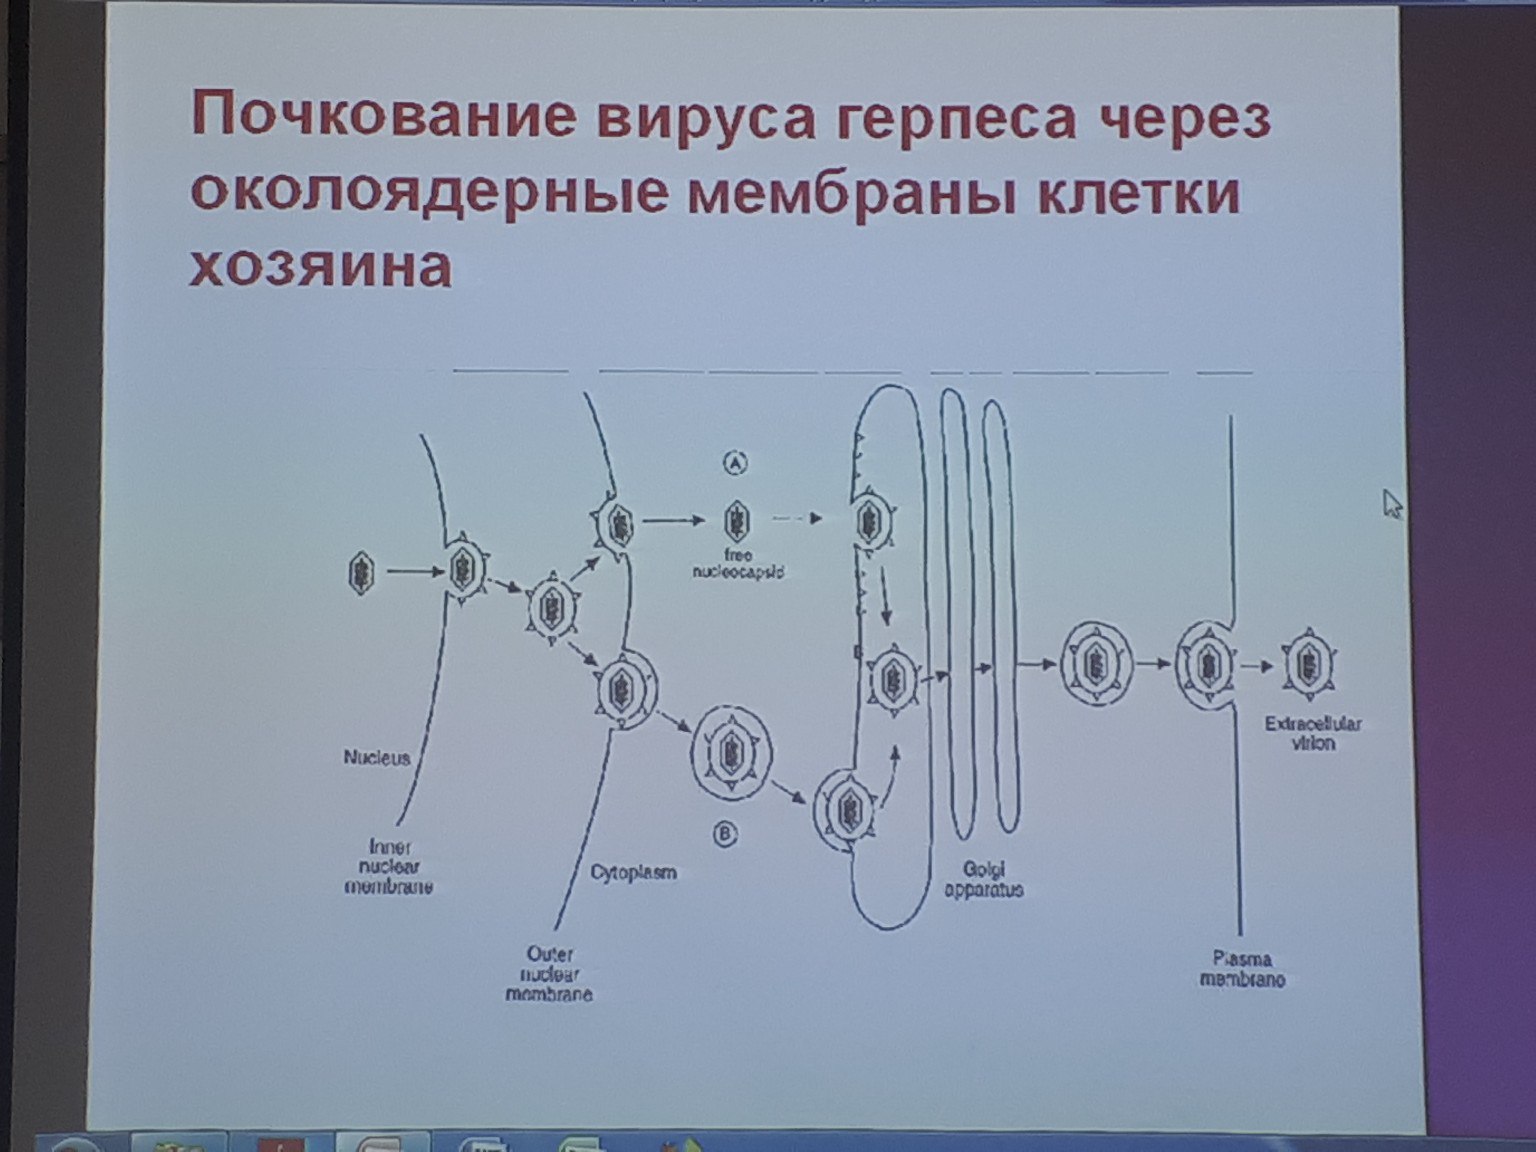 Почкование вируса герпеса через
околоядерные мембраны клетки
хозяина
A
free
nucleocapsid
Extracellular
virion
Nucleus
B
Inner
nuclear
membrane
Cytoplasm
Golgi
apparatus
Outer
nuclear
membrane
Plasma
membrane